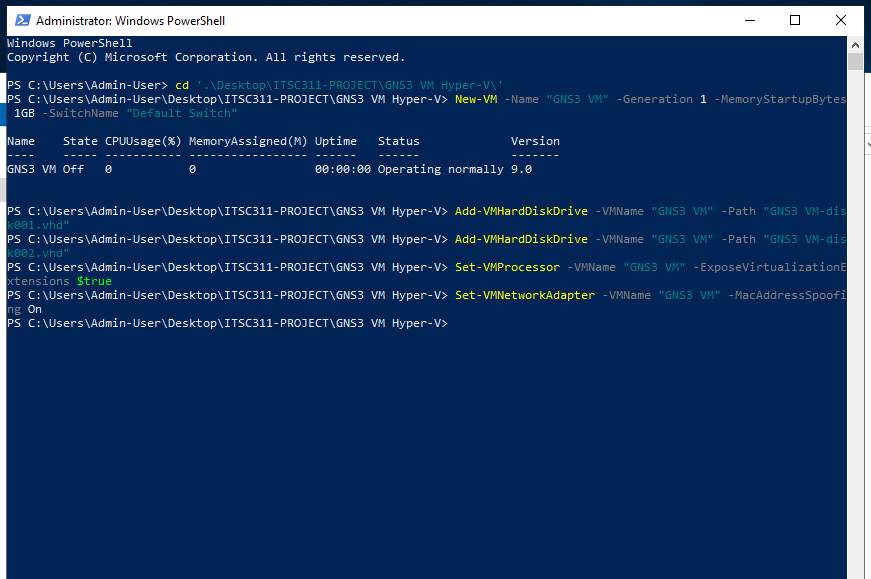 Administrator: Windows PowerShell
Windows PowerShell
Copyright (C) Microsoft Corporation. All rights reserved.
PS C:\Users\Admin-User> cd '.\Desktop\ITSC311-PROJECT\GNS3 VM Hyper-V\'
PS C:\Users\Admin-User\Desktop\ITSC311-PROJECT\GNS3 VM Hyper-V> New-VM -Name "GNS3 VM" -Generation 1 -MemoryStartupBytes
1GB -SwitchName "Default Switch"
Name    State CPUUsage(%) MemoryAssigned(M) Uptime   Status             Version
----    ----- ----------- ----------------- ------   ------             -------
GNS3 VM Off   0           0                 00:00:00 Operating normally 9.0
PS C:\Users\Admin-User\Desktop\ITSC311-PROJECT\GNS3 VM Hyper-V> Add-VMHardDiskDrive -VMName "GNS3 VM" -Path "GNS3 VM-dis
k001.vhd"
PS C:\Users\Admin-User\Desktop\ITSC311-PROJECT\GNS3 VM Hyper-V> Add-VMHardDiskDrive -VMName "GNS3 VM" -Path "GNS3 VM-dis
k002.vhd"
PS C:\Users\Admin-User\Desktop\ITSC311-PROJECT\GNS3 VM Hyper-V> Set-VMProcessor -VMName "GNS3 VM" -ExposeVirtualizationE
xtensions $true
PS C:\Users\Admin-User\Desktop\ITSC311-PROJECT\GNS3 VM Hyper-V> Set-VMNetworkAdapter -VMName "GNS3 VM" -MacAddressSpoofi
ng On
PS C:\Users\Admin-User\Desktop\ITSC311-PROJECT\GNS3 VM Hyper-V>